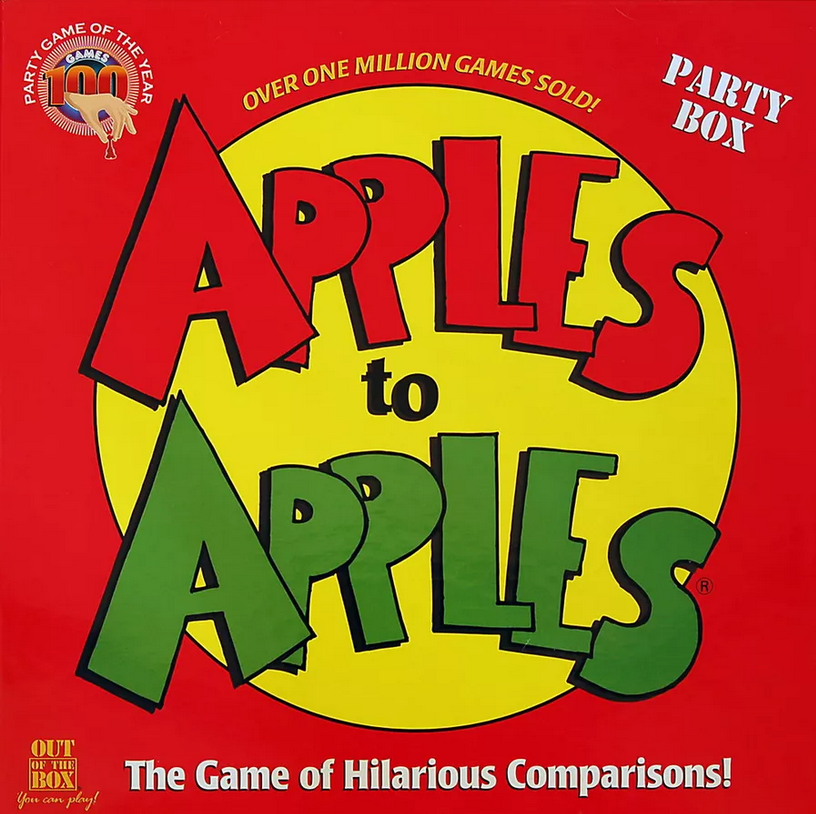 PARTY GAME OF THE YEAR
GAMES
100
OVER ONE MILLION GAMES SOLD!
PARTY
BOX
APPLES
to
APPLES
®
OUT
OF THE
BOX
You can play!
The Game of Hilarious Comparisons!